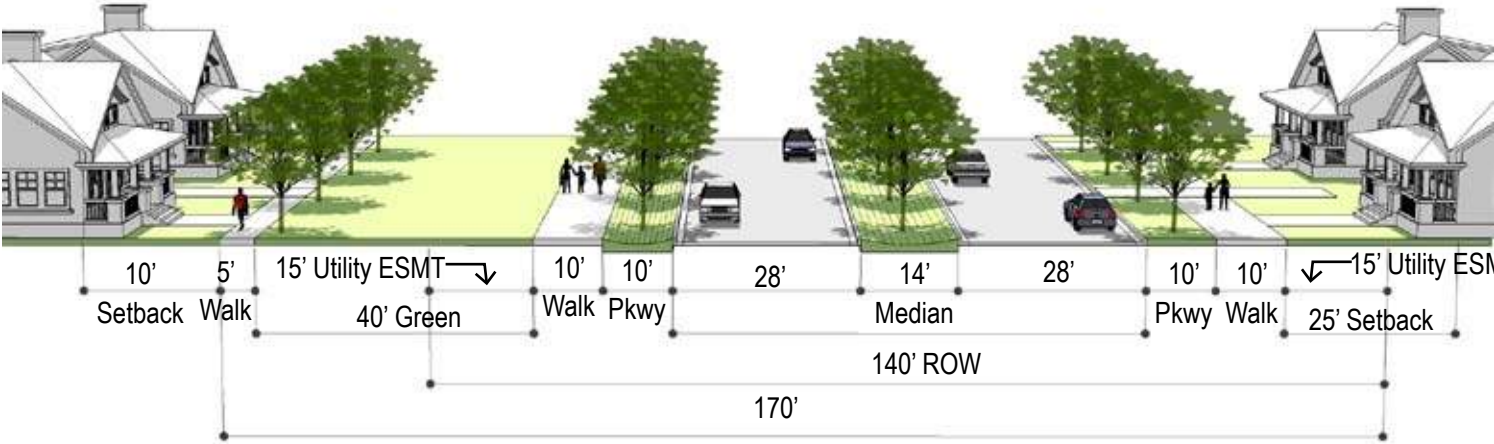 10’
Setback
5’
Walk
15’ Utility ESMT
40’ Green
10’
Walk
10’
Pkwy
28’
14’
Median
28’
10’
Pkwy
10’
Walk
15’ Utility ESM
25’ Setback
140’ ROW
170’